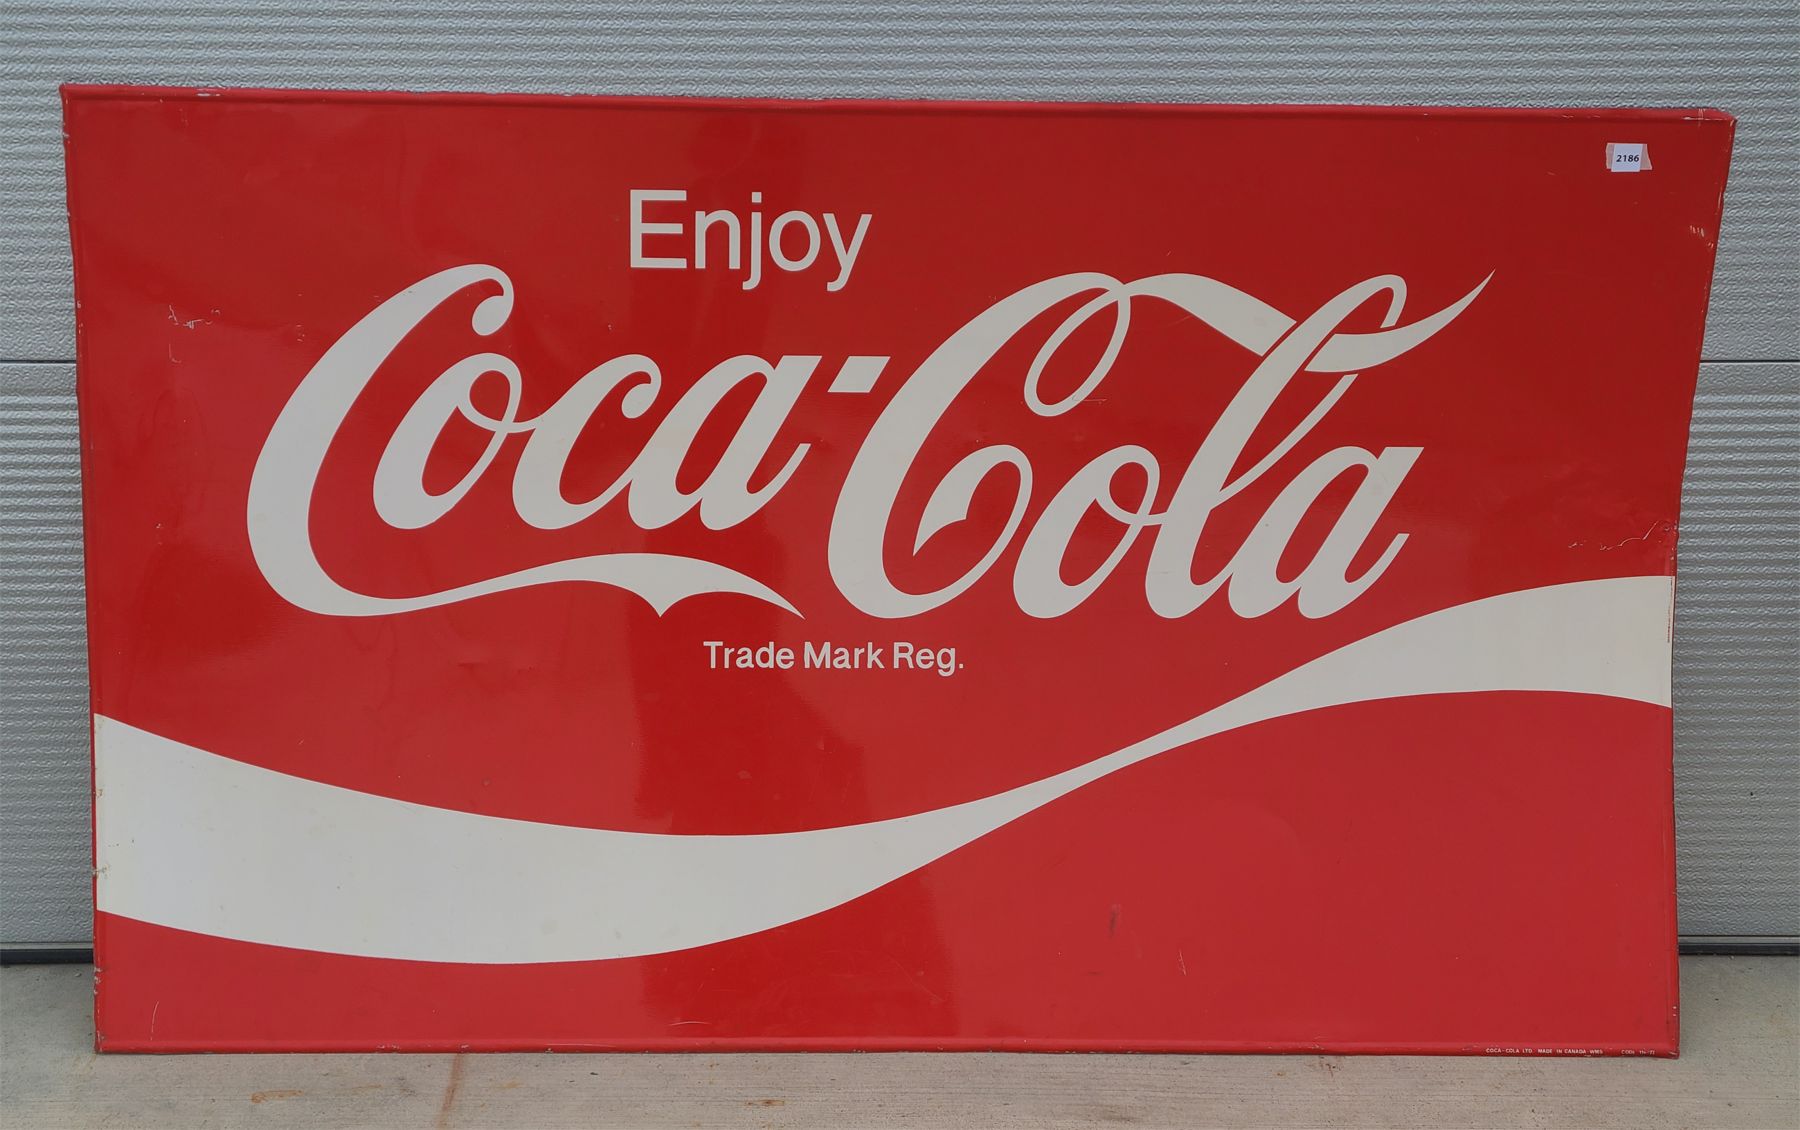 2186
Enjoy
Coca-Cola
Trade Mark Reg.
COCA-COLA LTD. MADE IN CANADA